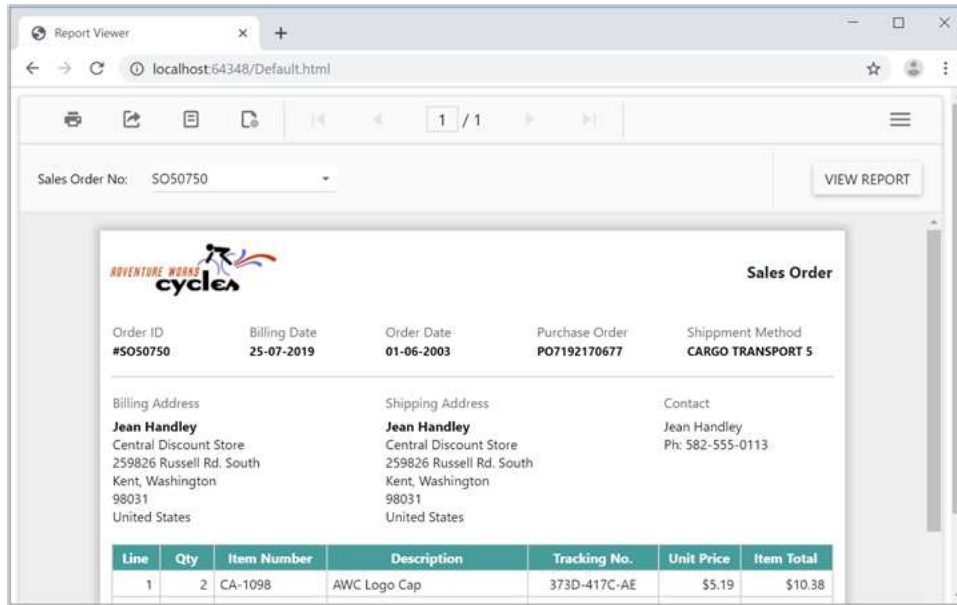 Report Viewer
localhost:64348/Default.html
1 / 1
Sales Order No: SO50750
VIEW REPORT
ADVENTURE WORKS
cycles
Sales Order
Order ID Billing Date Order Date Purchase Order Shippment Method
#SO50750 25-07-2019 01-06-2003 PO7192170677 CARGO TRANSPORT 5
Billing Address Shipping Address Contact
Jean Handley Jean Handley Jean Handley
Central Discount Store Central Discount Store Ph: 582-555-0113
259826 Russell Rd. South 259826 Russell Rd. South
Kent, Washington Kent, Washington
98031 98031
United States United States
Line Qty Item Number Description Tracking No. Unit Price Item Total
1 2 CA-1098 AWC Logo Cap 373D-417C-AE $5.19 $10.38